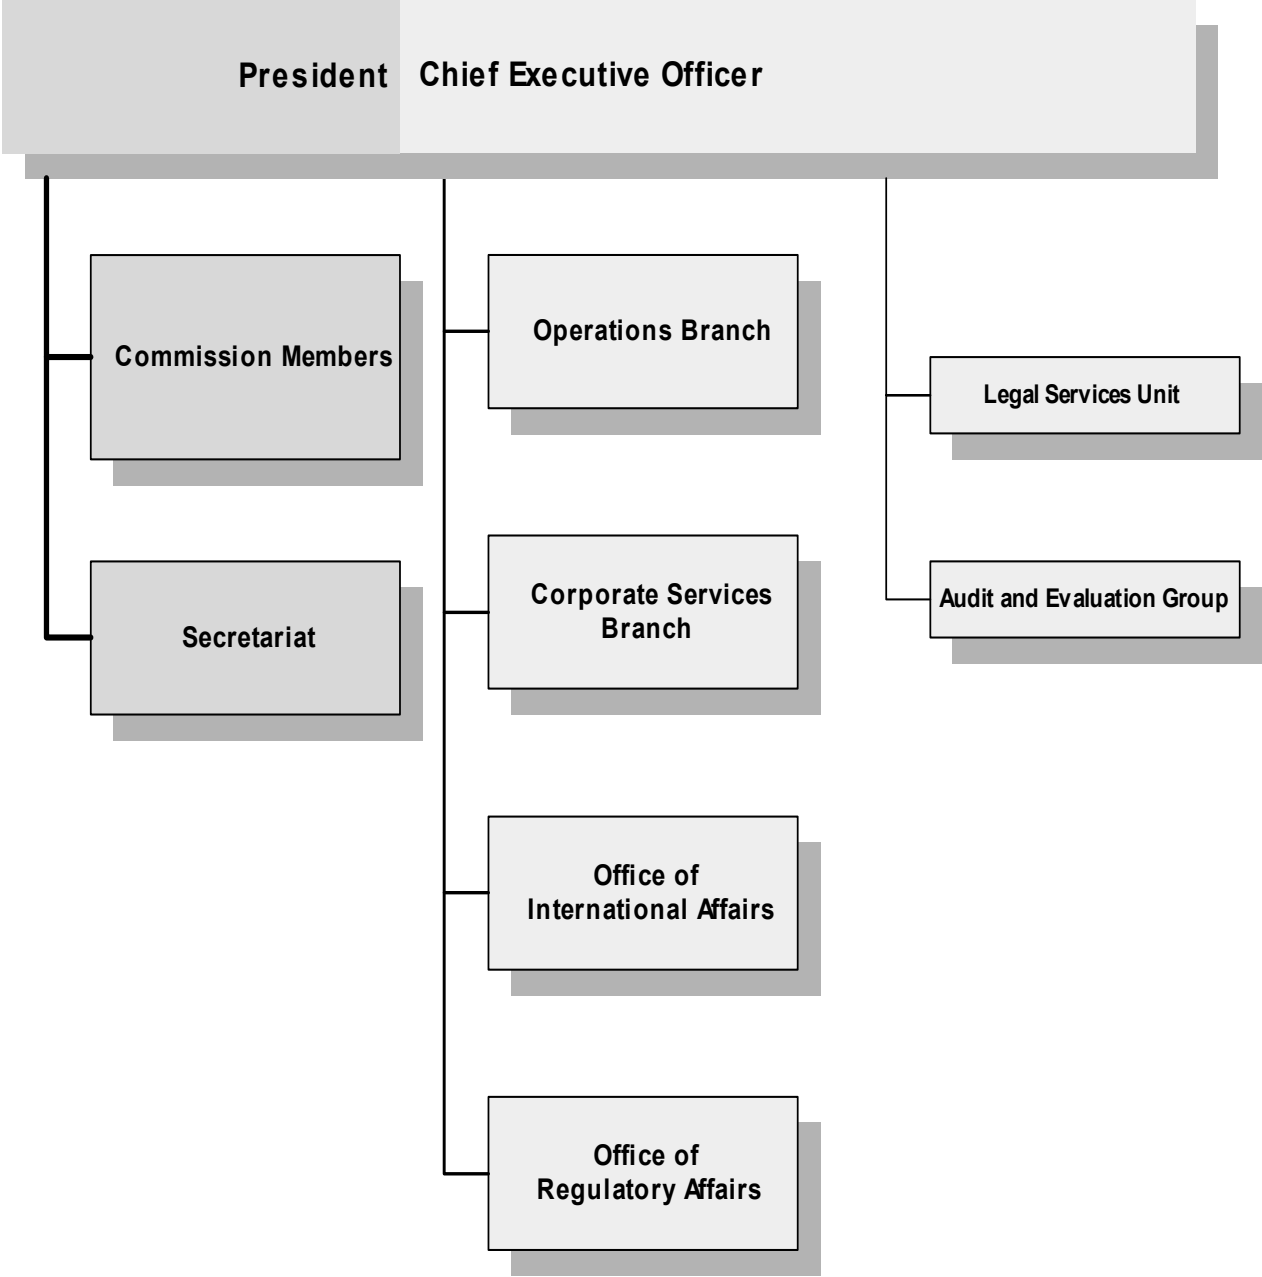 President Chief Executive Officer
Commission Members
Secretariat
Operations Branch
Corporate Services
Branch
Office of
International Affairs
Office of
Regulatory Affairs
Legal Services Unit
Audit and Evaluation Group